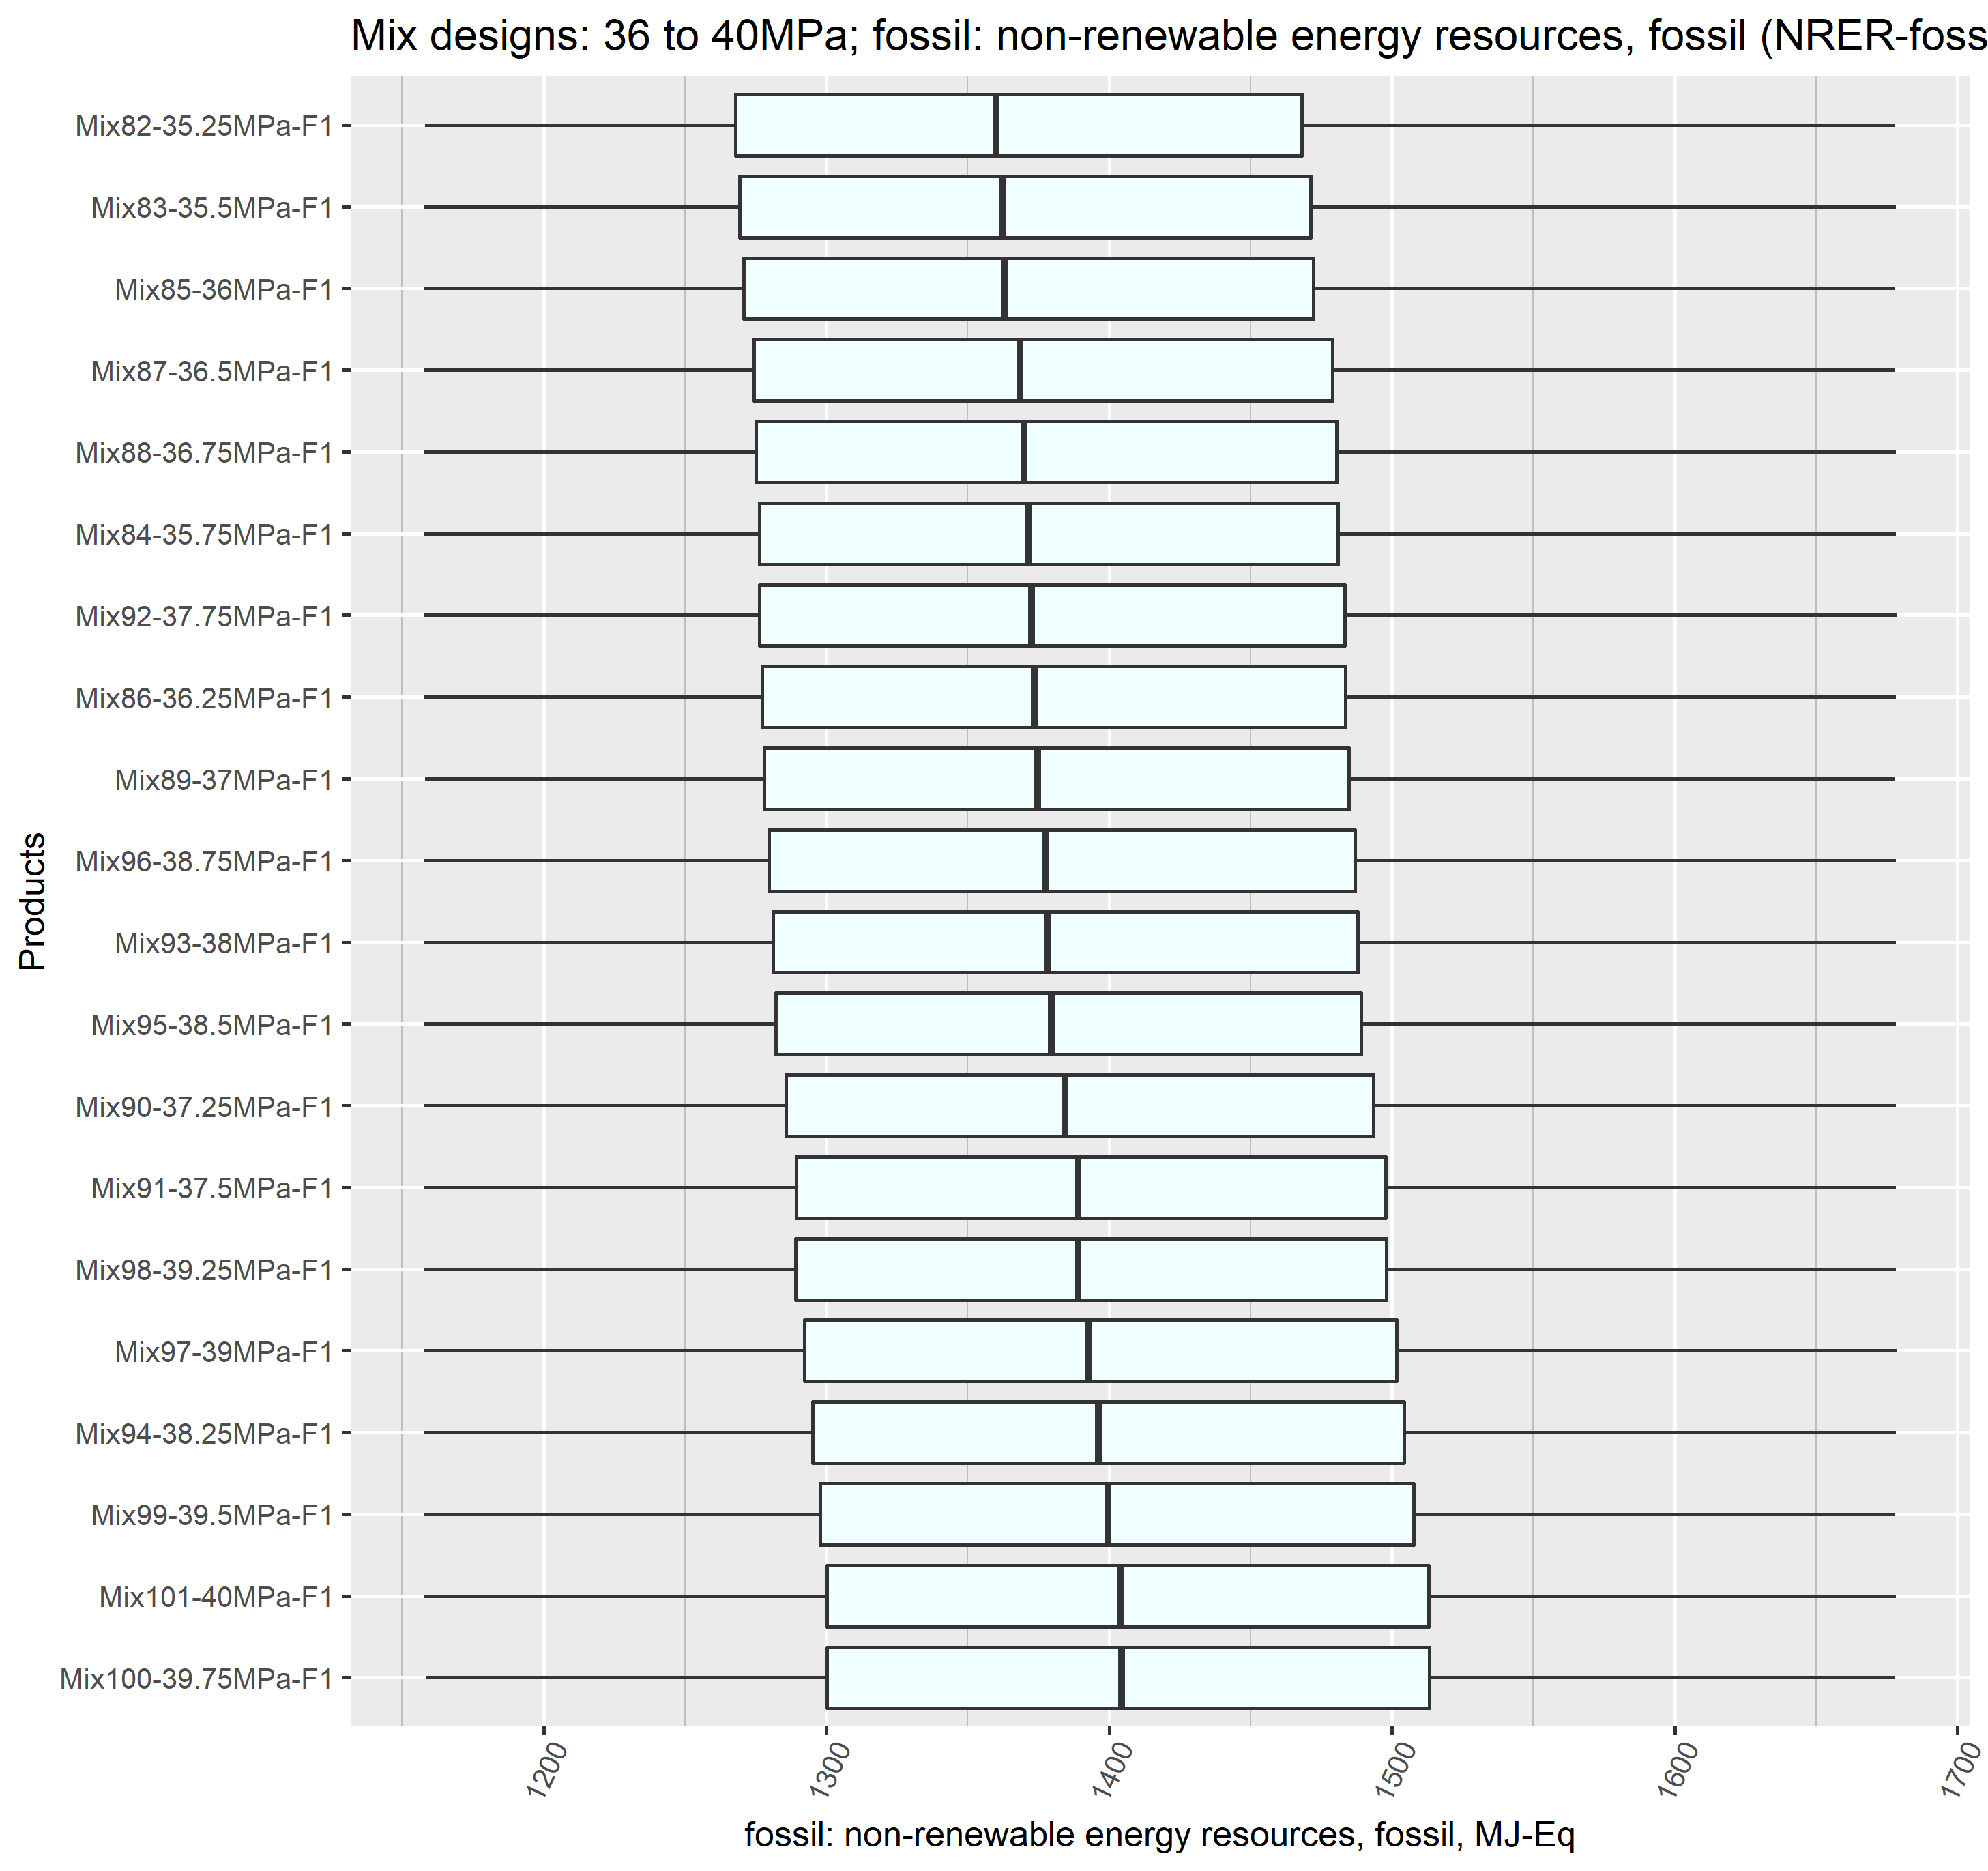 Mix designs: 36 to 40MPa; fossil: non-renewable energy resources, fossil (NRER-foss
Products
Mix82-35.25MPa-F1
Mix83-35.5MPa-F1
Mix85-36MPa-F1
Mix87-36.5MPa-F1
Mix88-36.75MPa-F1
Mix84-35.75MPa-F1
Mix92-37.75MPa-F1
Mix86-36.25MPa-F1
Mix89-37MPa-F1
Mix96-38.75MPa-F1
Mix93-38MPa-F1
Mix95-38.5MPa-F1
Mix90-37.25MPa-F1
Mix91-37.5MPa-F1
Mix98-39.25MPa-F1
Mix97-39MPa-F1
Mix94-38.25MPa-F1
Mix99-39.5MPa-F1
Mix101-40MPa-F1
Mix100-39.75MPa-F1
1200 1300 1400 1500 1600 1700
fossil: non-renewable energy resources, fossil, MJ-Eq